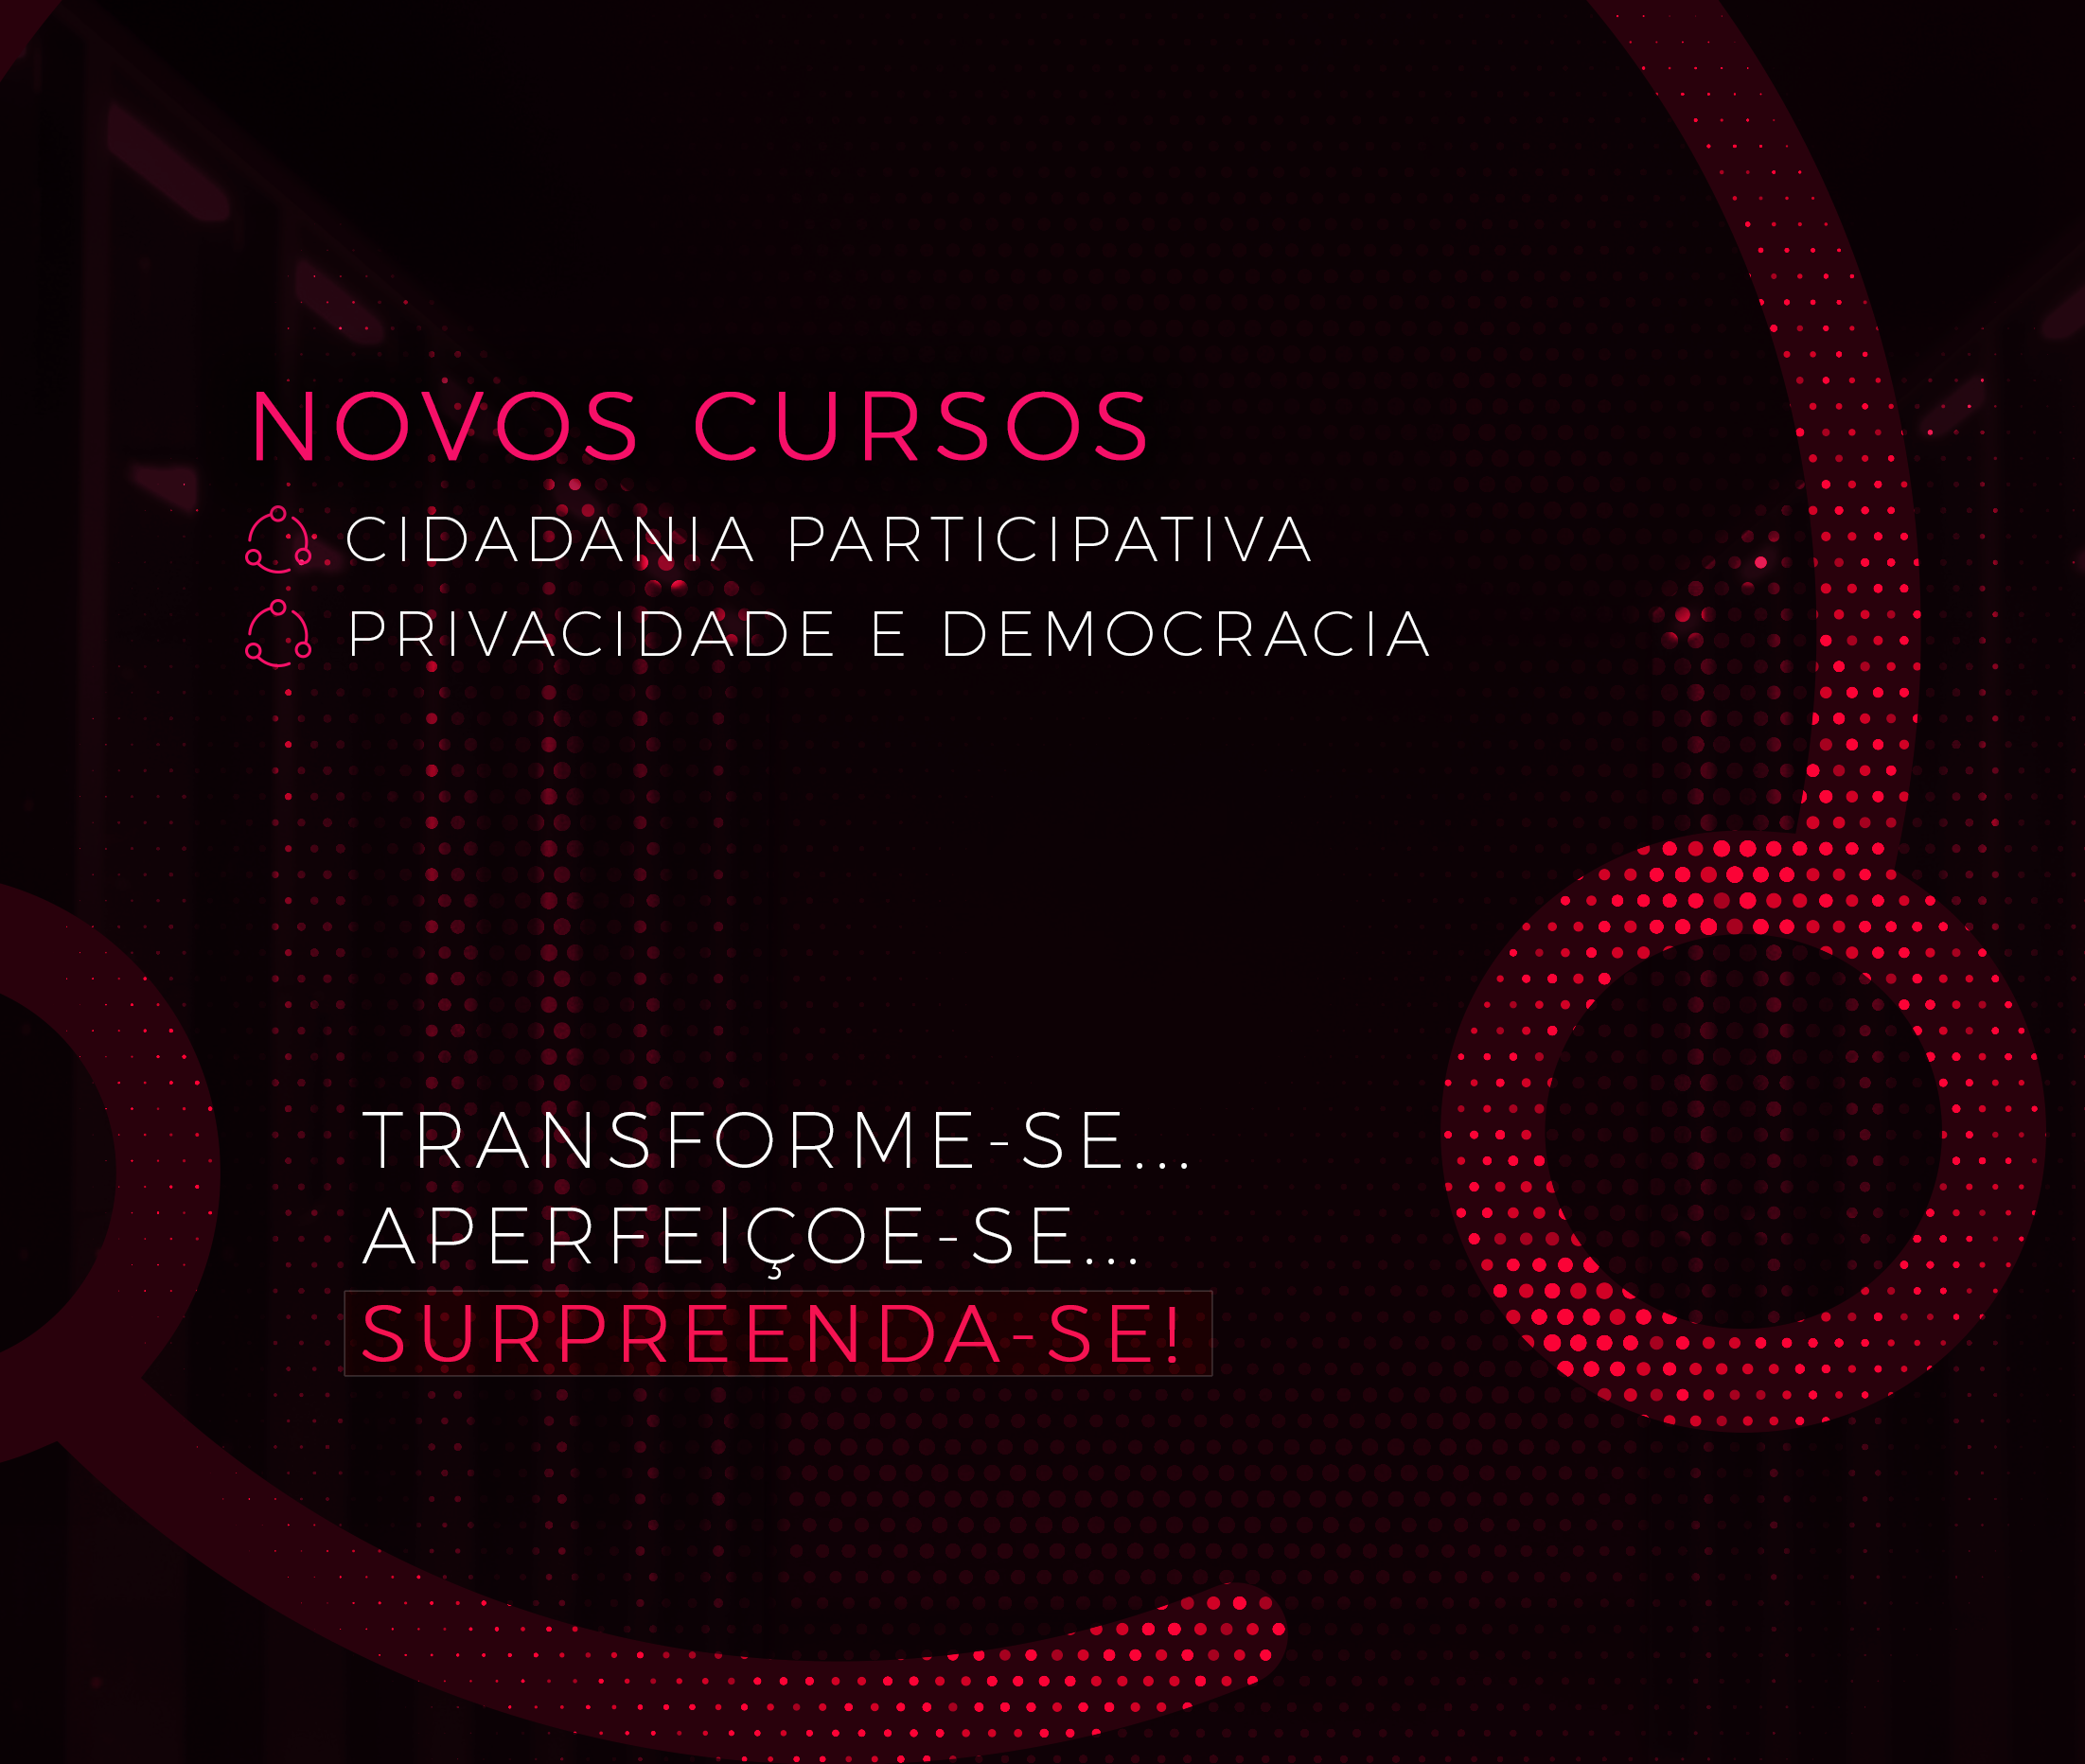 NOVOS CURSOS
CIDADANIA PARTICIPATIVA
PRIVACIDADE E DEMOCRACIA
TRANSFORME-SE...
APERFEIÇOE-SE...
SURPREENDA-SE!